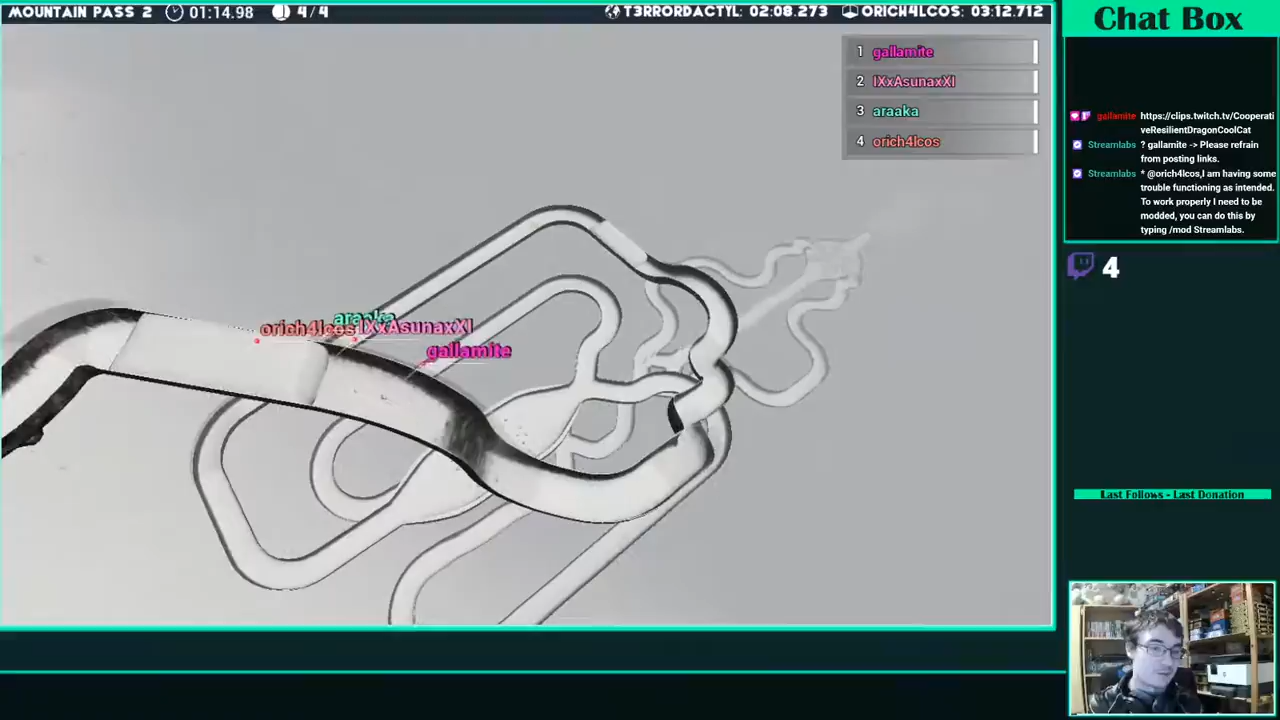 MOUNTAIN PASS 2 01:14.98 4/4 T3RRORDACTYL: 02:08.273 ORICH4LCOS: 03:12.712
Chat Box
1 gallamite
2 IXxAsunaxXI
3 araaka
4 orich4lcos
gallamite https://clips.twitch.tv/Cooperati
veResilientDragonCoolCat
Streamlabs ? gallamite -> Please refrain
from posting links.
Streamlabs * @orich4lcos,I am having some
trouble functioning as intended.
To work properly I need to be
modded, you can do this by
typing /mod Streamlabs.
4
araaka
orich4lcos IXxAsunaxXI
gallamite
Last Follows - Last Donation